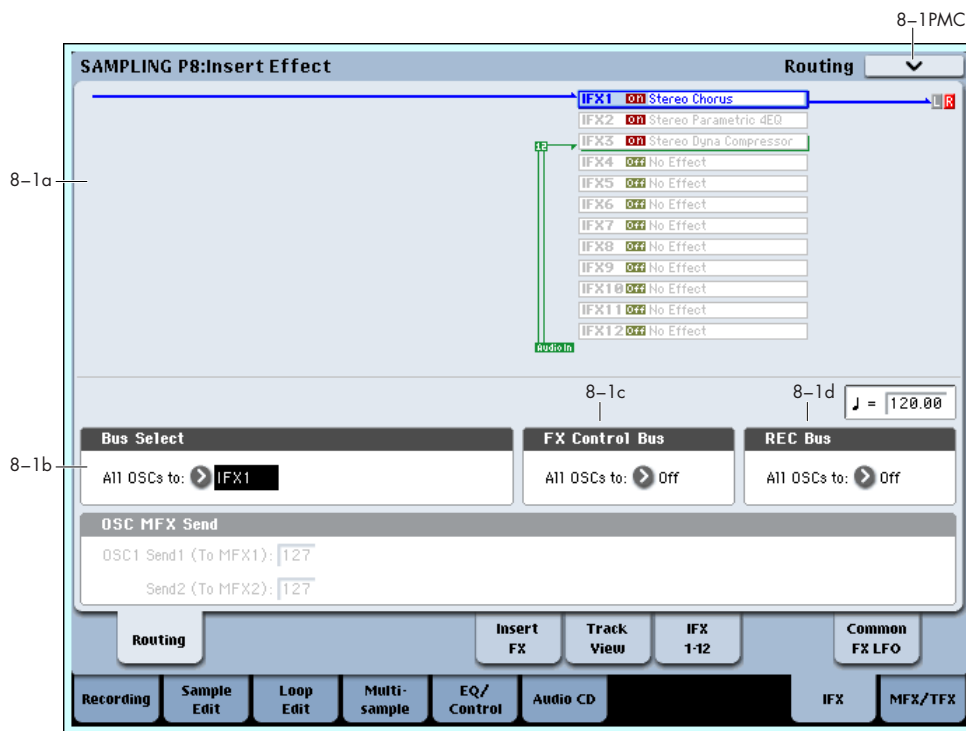 8–1PMC
SAMPLING P8:Insert Effect Routing
IFX1 On Stereo Chorus L R
IFX2 On Stereo Parametric 4EQ
12 IFX3 On Stereo Dyna Compressor
8–1a
IFX4 Off No Effect
IFX5 Off No Effect
IFX6 Off No Effect
IFX7 Off No Effect
IFX8 Off No Effect
IFX9 Off No Effect
IFX10 Off No Effect
IFX11 Off No Effect
IFX12 Off No Effect
Audio In
8–1c 8–1d
♩ = 120.00
8–1b
Bus Select FX Control Bus REC Bus
All OSCs to: IFX1 All OSCs to: Off All OSCs to: Off
OSC MFX Send
OSC1 Send1 (To MFX1): 127
Send2 (To MFX2): 127
Routing Insert FX Track View IFX 1-12 Common FX LFO
Recording Sample Edit Loop Edit Multi-sample EQ/Control Audio CD IFX MFX/TFX